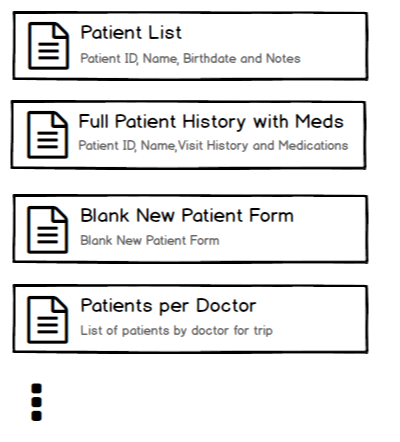 Patient List
Patient ID, Name, Birthdate and Notes
Full Patient History with Meds
Patient ID, Name,Visit History and Medications
Blank New Patient Form
Blank New Patient Form
Patients per Doctor
List of patients by doctor for trip